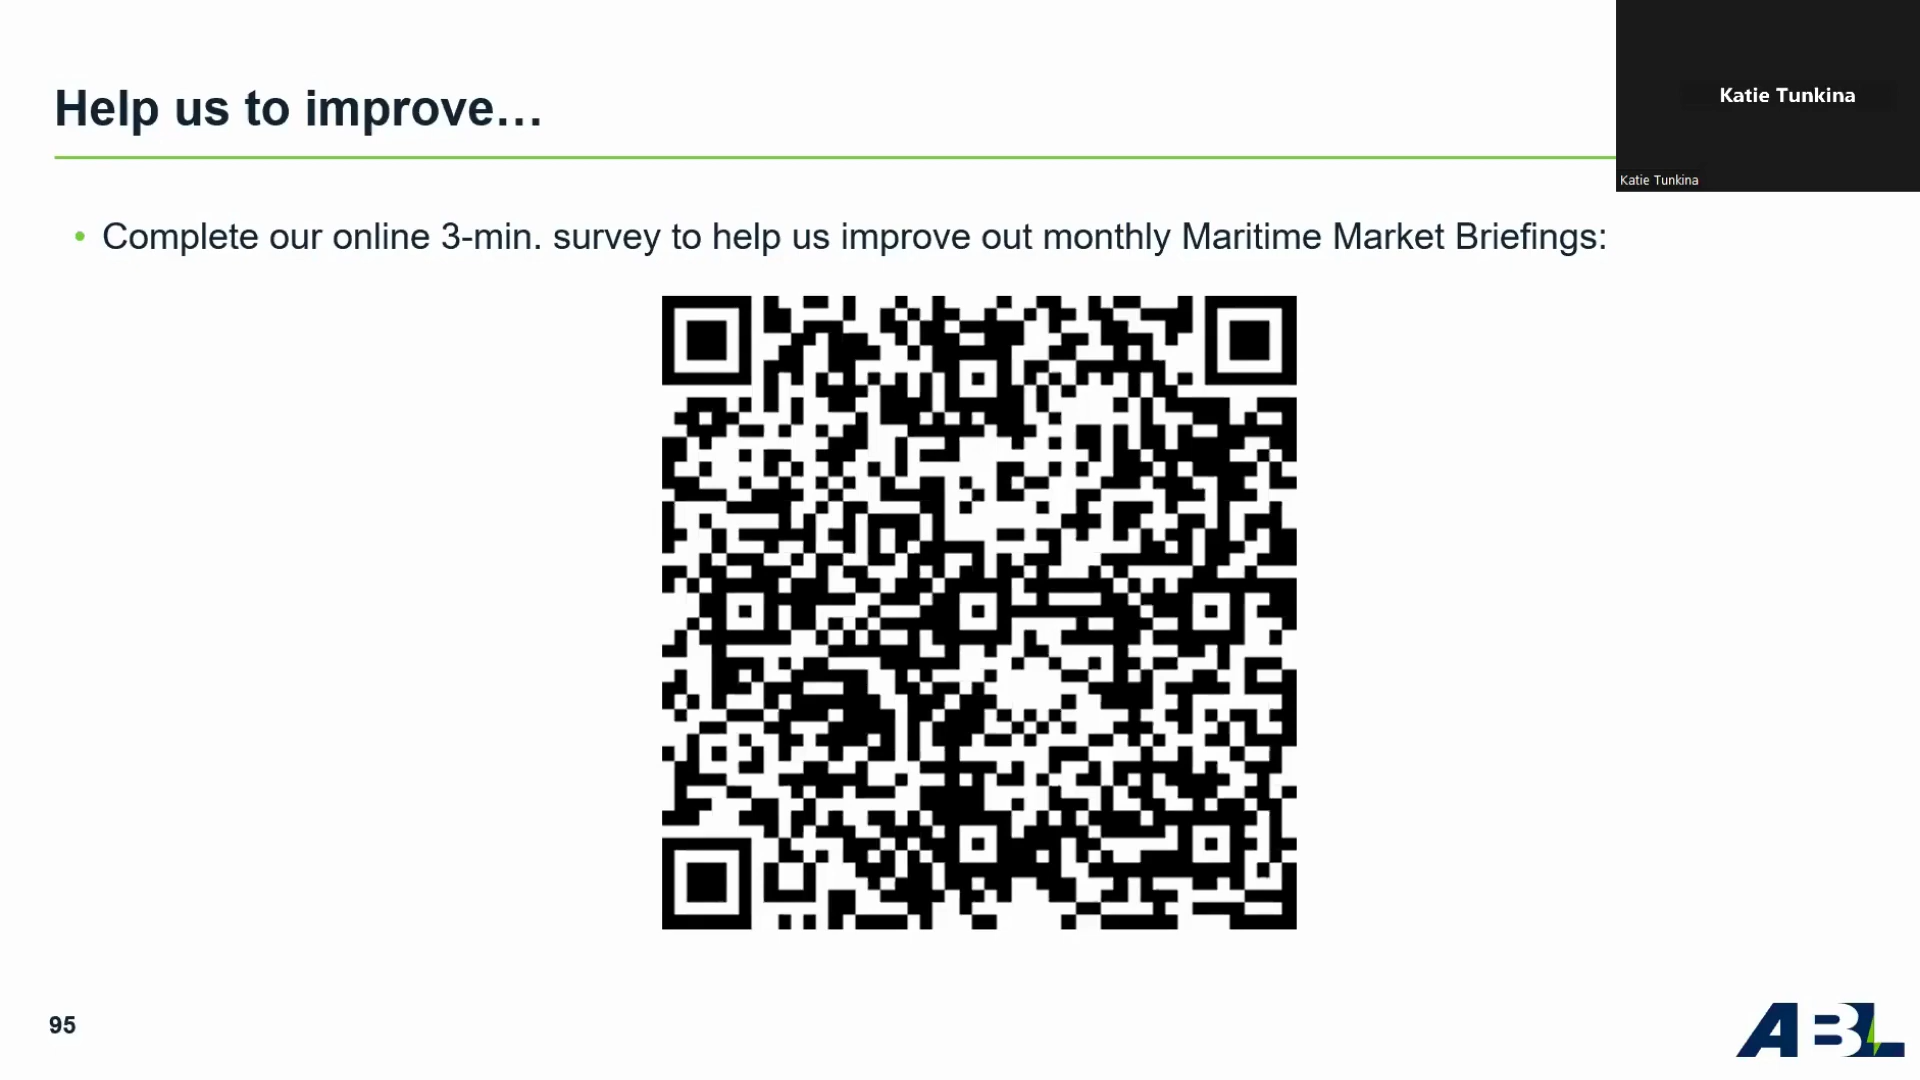 Help us to improve…
Katie Tunkina
Katie Tunkina
• Complete our online 3-min. survey to help us improve out monthly Maritime Market Briefings:
95
ABL